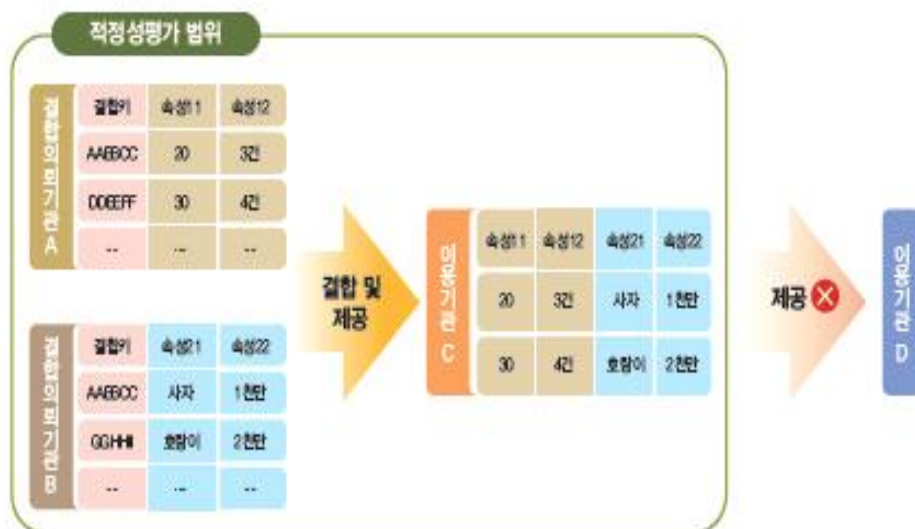 적정성평가 범위
결합의뢰기관 A
결합키 속성11 속성12
AAEBCC 20 3건
DDEEFF 30 4건
-- -- --
결합의뢰기관 B
결합키 속성21 속성22
AAEBCC 사자 1천만
GGHHII 호랑이 2천만
-- -- --
결합 및
제공
이용기관 C
속성11 속성12 속성21 속성22
20 3건 사자 1천만
30 4건 호랑이 2천만
제공
이용기관 D